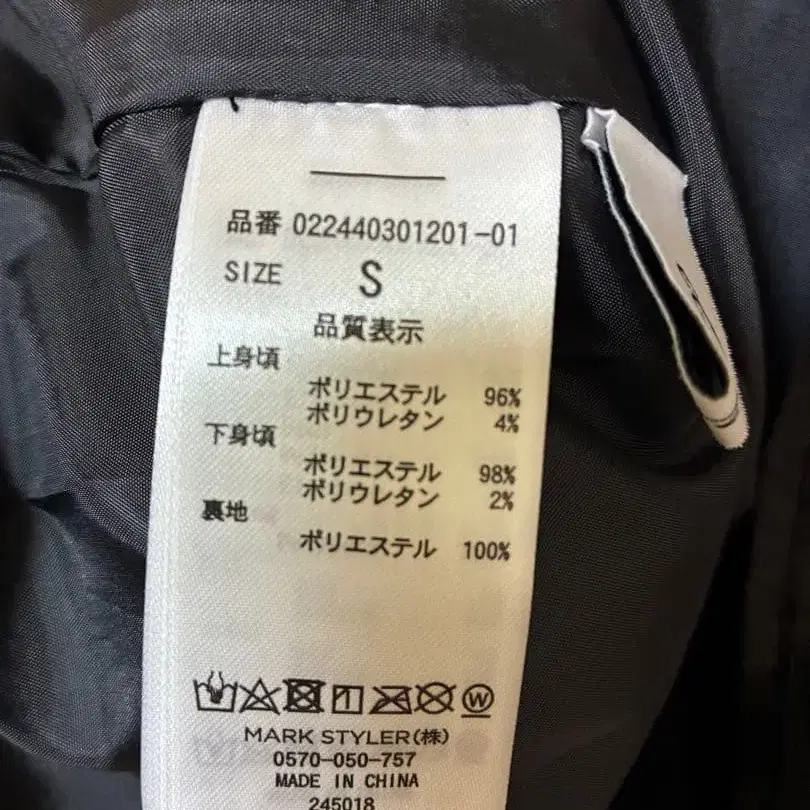 品番 022440301201-01
SIZE S
品質表示
上身頃
ポリエステル 96%
ポリウレタン 4%
下身頃
ポリエステル 98%
ポリウレタン 2%
裏地
ポリエステル 100%
W
MARK STYLER(株)
0570-050-757
MADE IN CHINA
245018